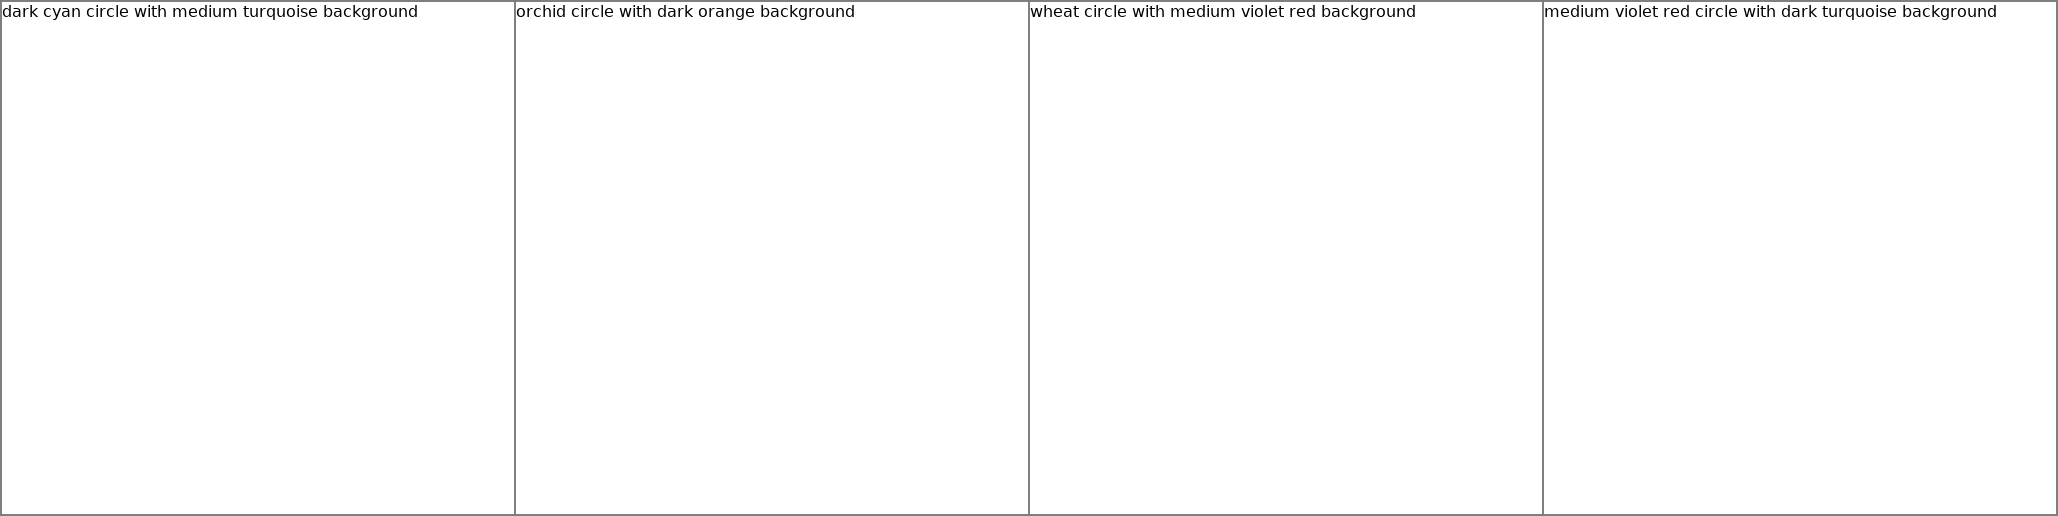 dark cyan circle with medium turquoise background
orchid circle with dark orange background
wheat circle with medium violet red background
medium violet red circle with dark turquoise background